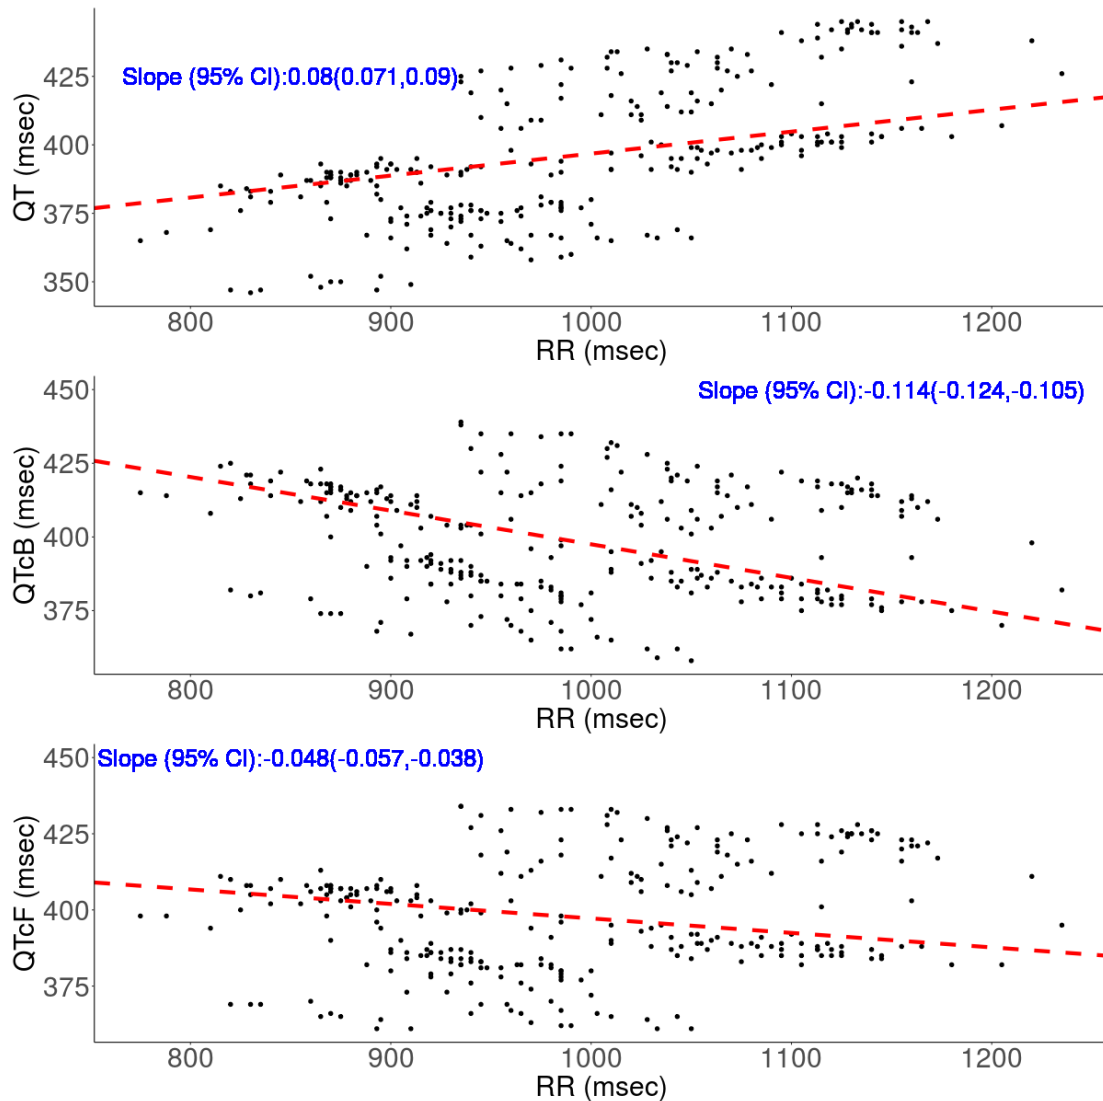 Slope (95% CI):0.08(0.071,0.09)
QT (msec)
425
400
375
350
800 900 1000 1100 1200
RR (msec)
Slope (95% CI):-0.114(-0.124,-0.105)
QTcB (msec)
450
425
400
375
800 900 1000 1100 1200
RR (msec)
Slope (95% CI):-0.048(-0.057,-0.038)
QTcF (msec)
450
425
400
375
800 900 1000 1100 1200
RR (msec)